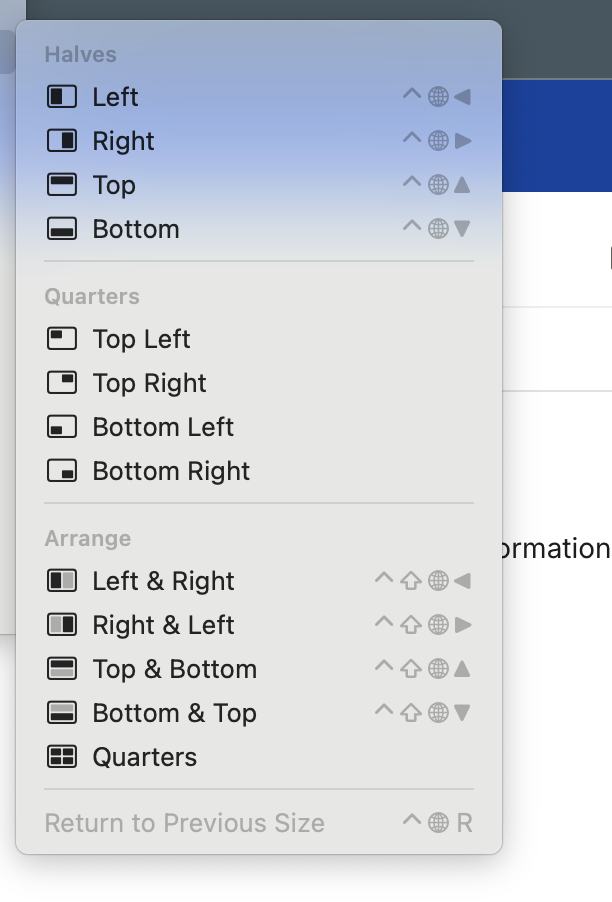 Halves
Left ^ 🌐 ◀
Right ^ 🌐 ▶
Top ^ 🌐 ▲
Bottom ^ 🌐 ▼
Quarters
Top Left
Top Right
Bottom Left
Bottom Right
Arrange
Left & Right ^ ⇧ 🌐 ◀
ormation
Right & Left ^ ⇧ 🌐 ▶
Top & Bottom ^ ⇧ 🌐 ▲
Bottom & Top ^ ⇧ 🌐 ▼
Quarters
Return to Previous Size ^ 🌐 R